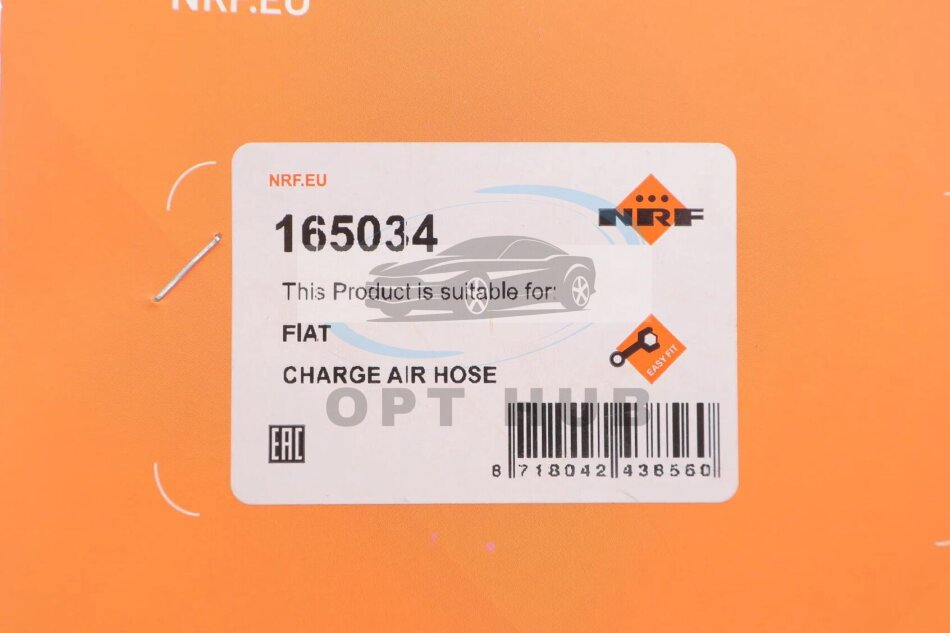 NRF.EU
NRF.EU
NRF
165034
This Product is suitable for:
FIAT
EASY FIT
CHARGE AIR HOSE
OPT HUB
EAC
8 718042 438560